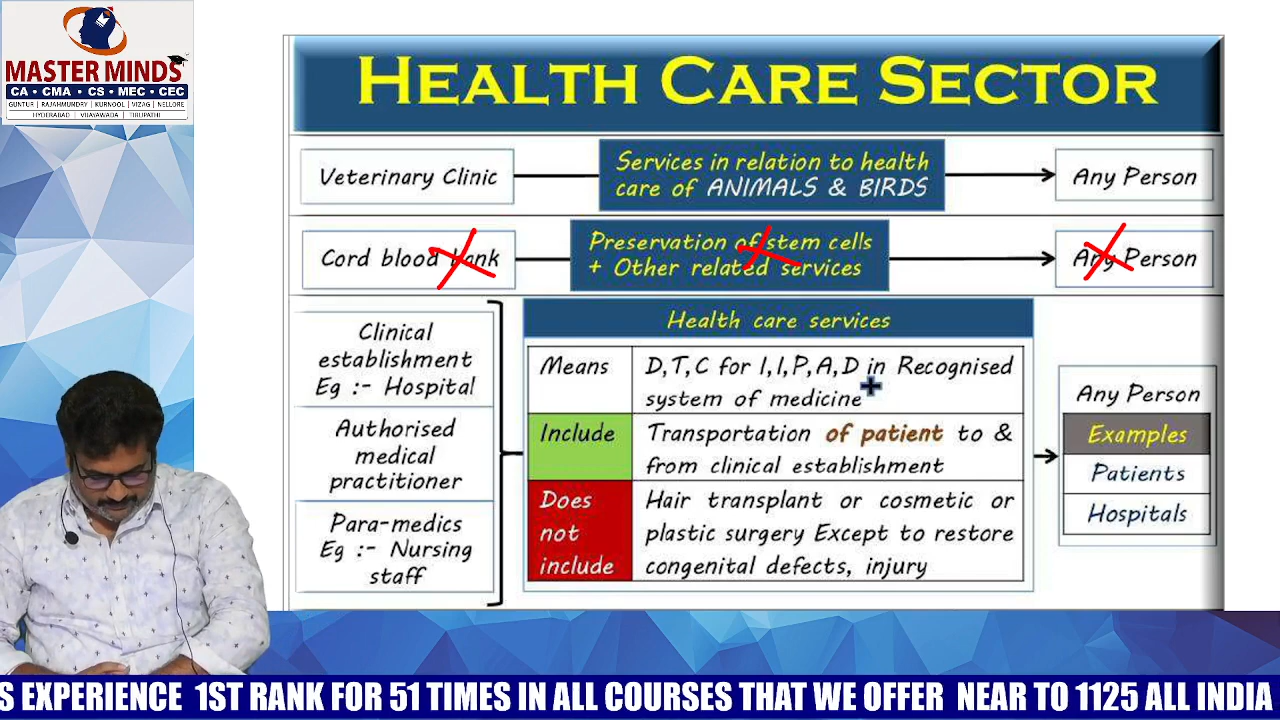 MASTER MINDS
CA • CMA • CS • MEC • CEC
GUNTUR | RAJAHMUNDRY | KURNOOL | VIZAG | NELLORE
HYDERABAD | VIJAYAWADA | TIRUPATHI
HEALTH CARE SECTOR
Veterinary Clinic
Services in relation to health
care of ANIMALS & BIRDS
Any Person
Cord blood bank
Preservation of stem cells
+ Other related services
Any Person
Clinical
establishment
Eg :- Hospital
Authorised
medical
practitioner
Para-medics
Eg :- Nursing
staff
Health care services
Means
D,T,C for I,I,P,A,D in Recognised
system of medicine
Include
Transportation of patient to &
from clinical establishment
Does
not
include
Hair transplant or cosmetic or
plastic surgery Except to restore
congenital defects, injury
Any Person
Examples
Patients
Hospitals
S EXPERIENCE 1ST RANK FOR 51 TIMES IN ALL COURSES THAT WE OFFER NEAR TO 1125 ALL INDIA